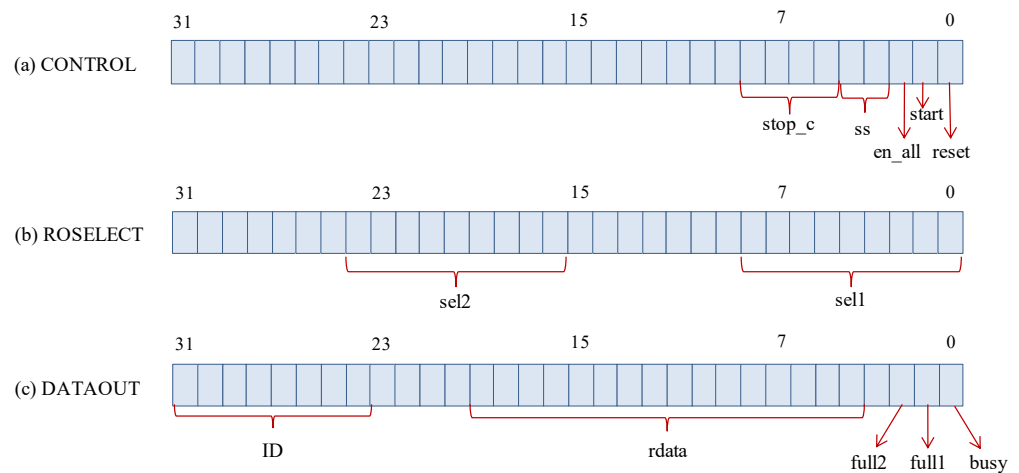 31 23 15 7 0
(a) CONTROL
stop_c ss start
en_all reset
31 23 15 7 0
(b) ROSELECT
sel2 sel1
31 23 15 7 0
(c) DATAOUT
ID rdata full2 full1 busy